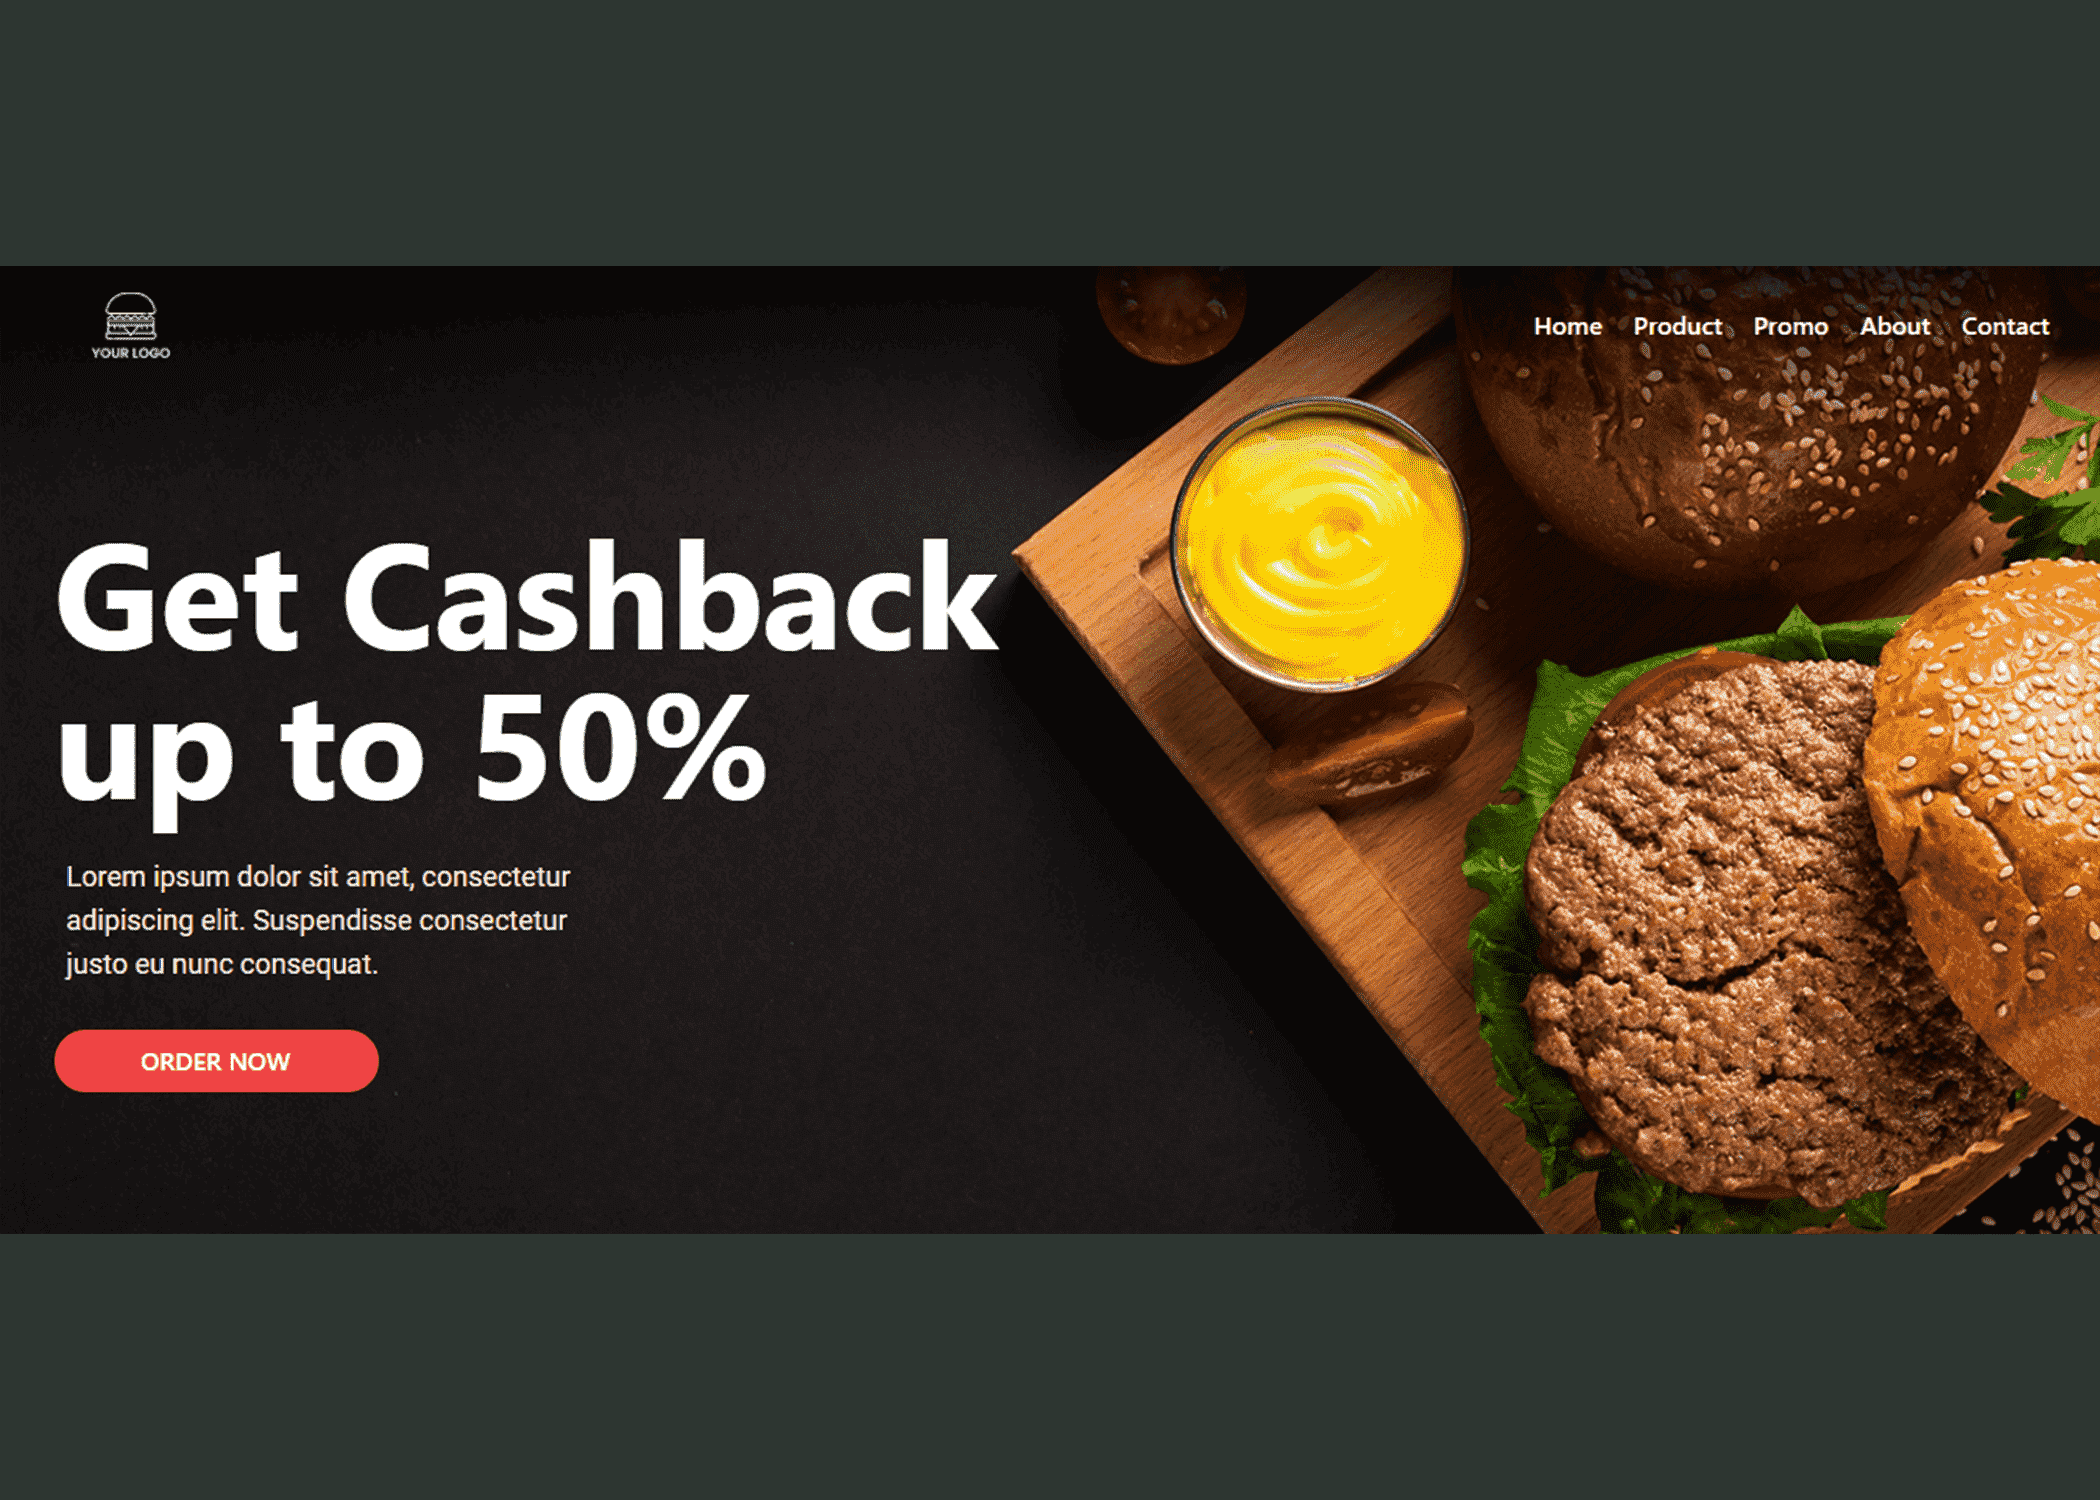 YOUR LOGO
Home Product Promo About Contact
Get Cashback
up to 50%
Lorem ipsum dolor sit amet, consectetur
adipiscing elit. Suspendisse consectetur
justo eu nunc consequat.
ORDER NOW